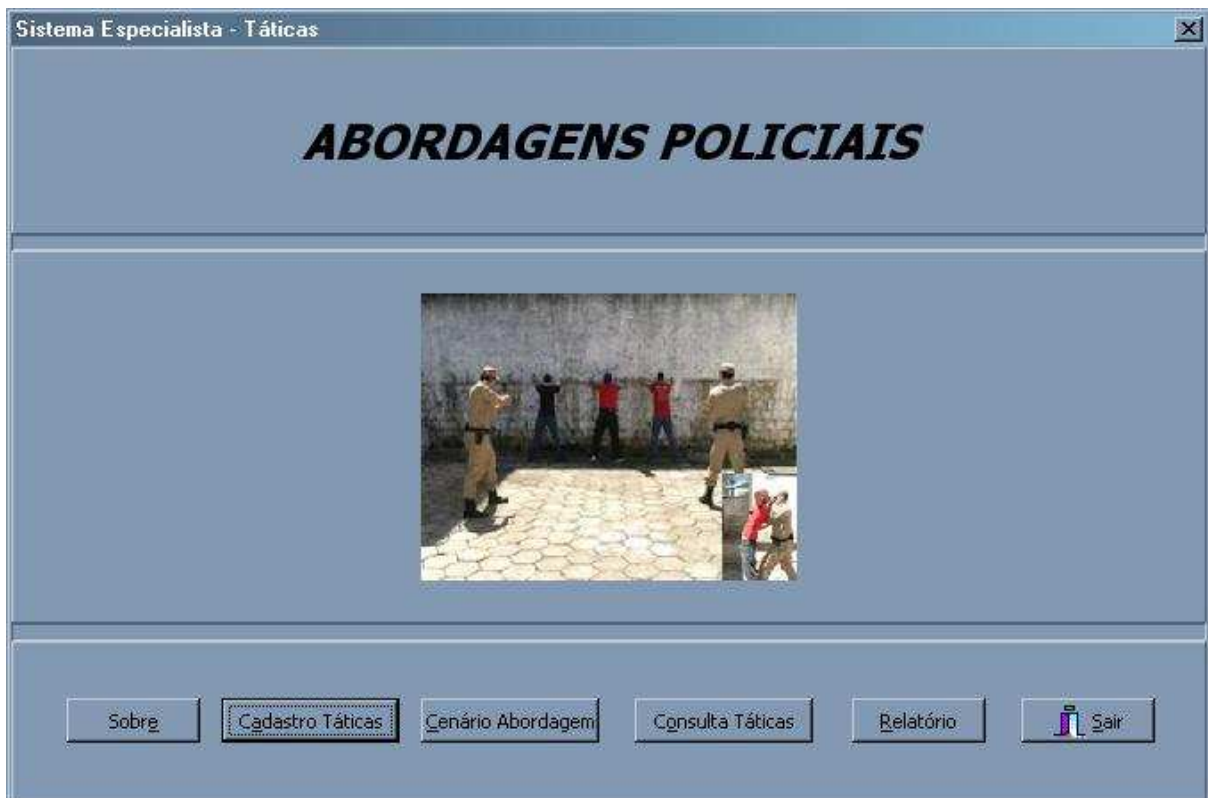 Sistema Especialista - Táticas
ABORDAGENS POLICIAIS
Sobre
Cadastro Táticas
Cenário Abordagem
Consulta Táticas
Relatório
Sair